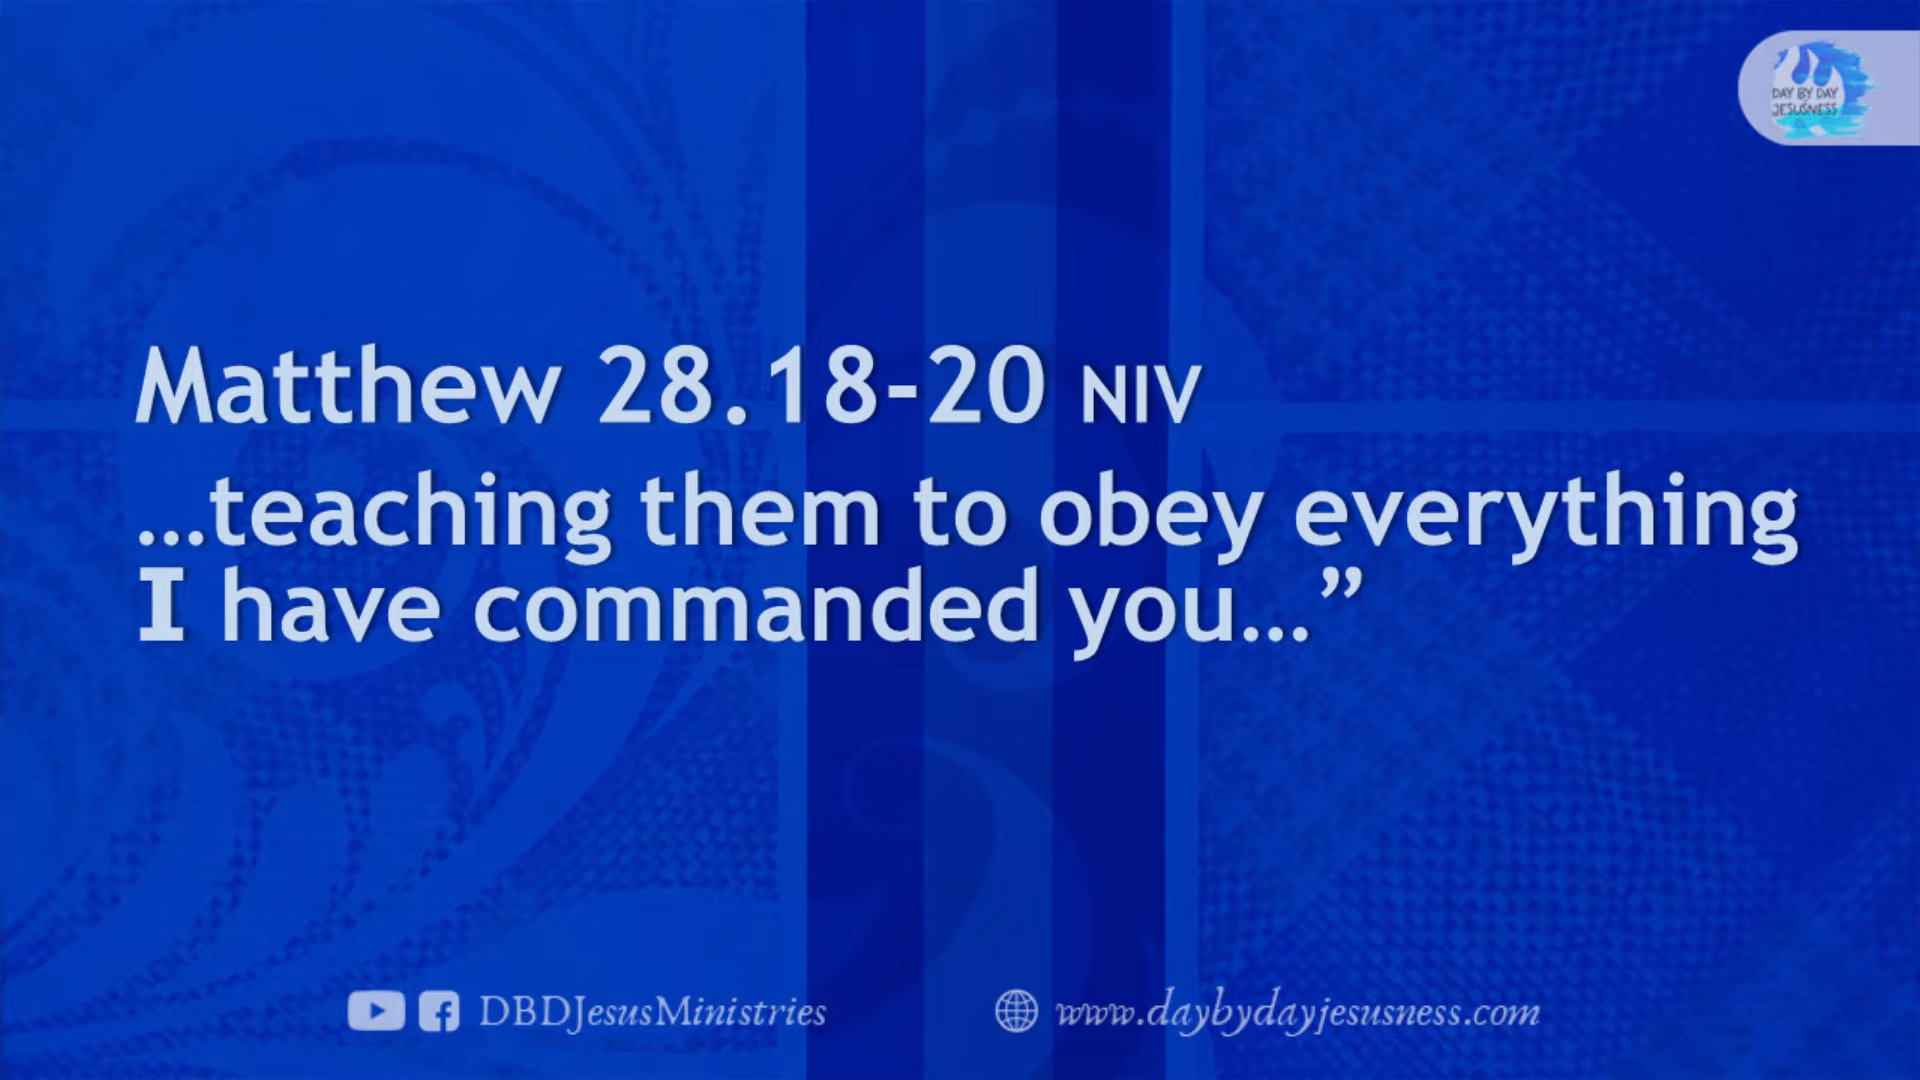 DAY BY DAY
JESUSNESS
Matthew 28.18-20 NIV
...teaching them to obey everything
I have commanded you...”
DBDJesusMinistries
www.daybydayjesusness.com